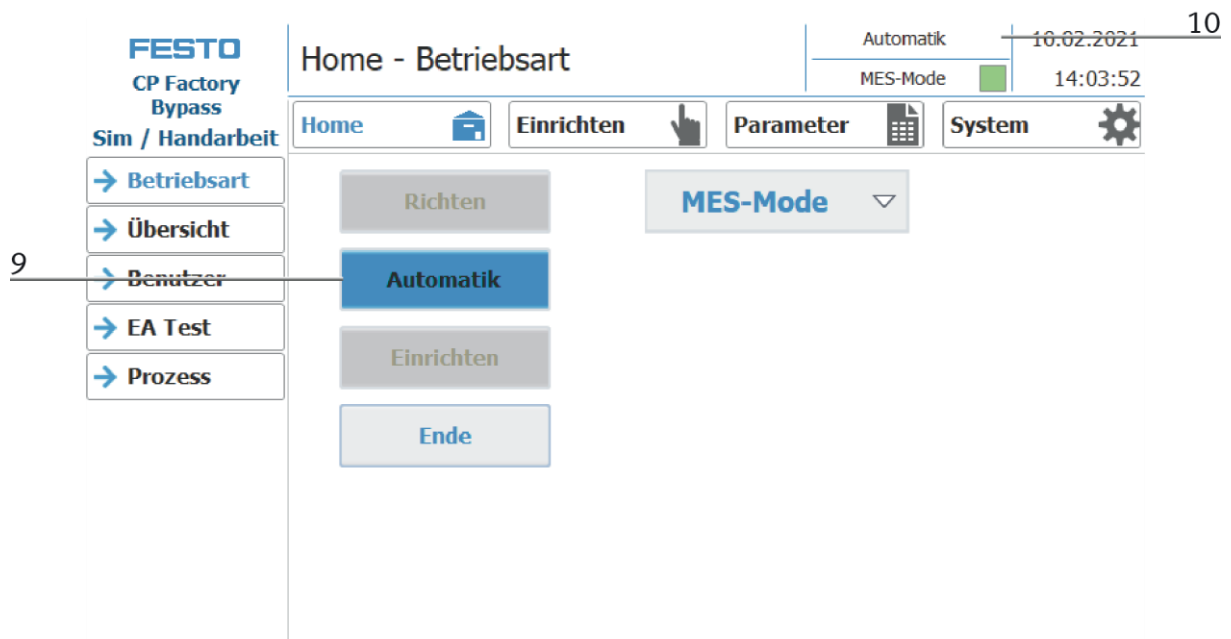 10
FESTO
CP Factory
Bypass
Sim / Handarbeit
Home - Betriebsart
Automatik
10.02.2021
MES-Mode
14:03:52
Home
Einrichten
Parameter
System
Betriebsart
Übersicht
Benutzer
EA Test
Prozess
9
Richten
MES-Mode
Automatik
Einrichten
Ende